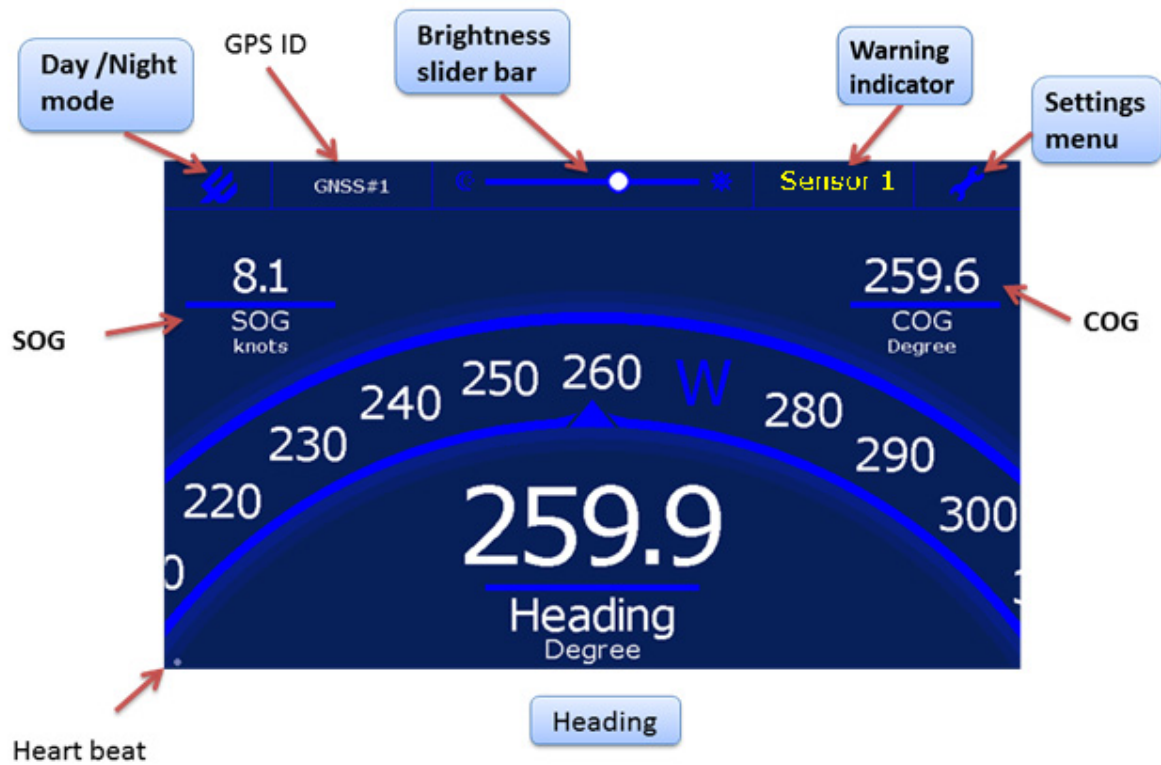 GPS ID
Day /Night
mode
Brightness
slider bar
Warning
indicator
Settings
menu
GNSS#1
Sensor 1
8.1
SOG
knots
259.6
COG
Degree
SOG
COG
220
230
240
250
260
W
280
290
300
259.9
Heading
Degree
Heading
Heart beat